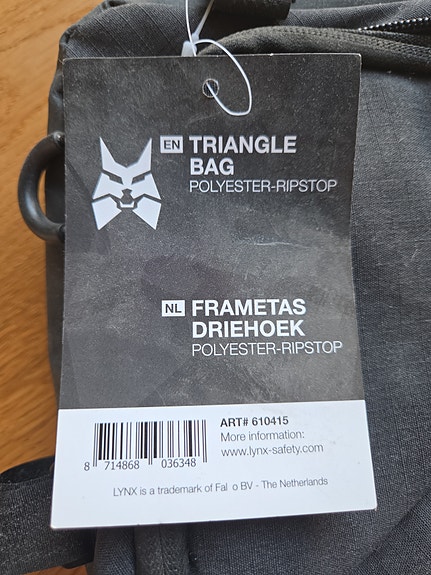 EN TRIANGLE
BAG
POLYESTER-RIPSTOP
NL FRAMETAS
DRIEHOEK
POLYESTER-RIPSTOP
ART# 610415
More information:
www.lynx-safety.com
8 714868 036348
LYNX is a trademark of Fal o BV - The Netherlands